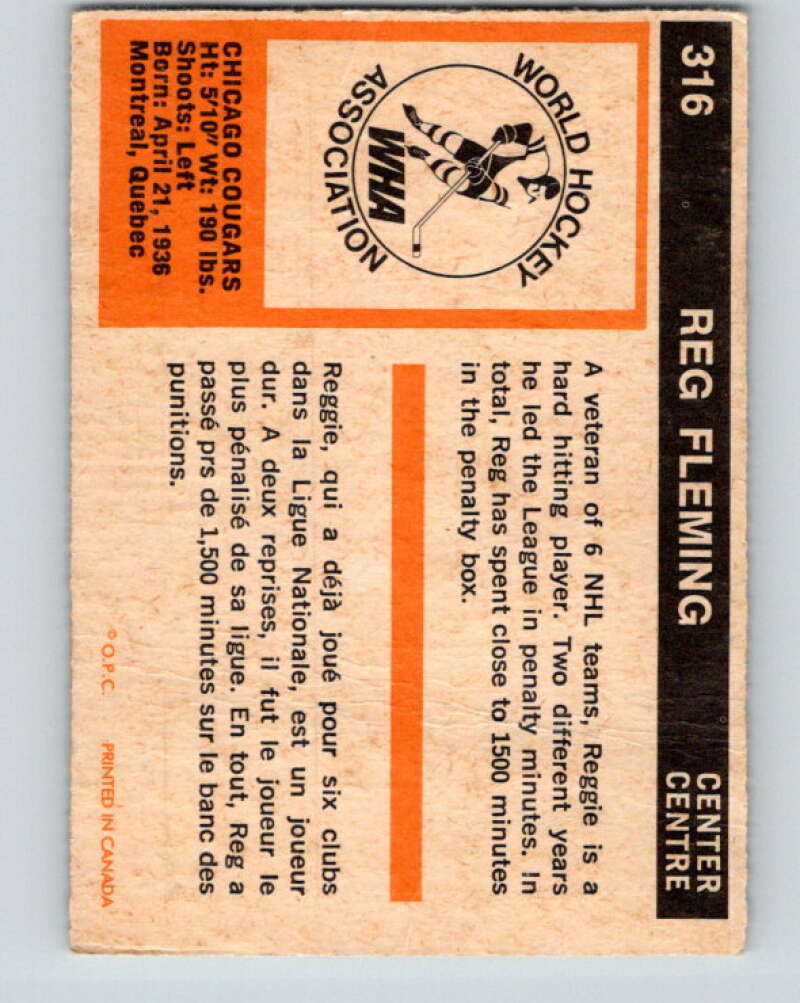 316
REG FLEMING
CENTER
CENTRE
WORLD HOCKEY
ASSOCIATION
WHA
CHICAGO COUGARS
Ht: 5'10" Wt: 190 lbs.
Shoots: Left
Born: April 21, 1936
Montreal, Quebec
A veteran of 6 NHL teams, Reggie is a
hard hitting player. Two different years
he led the League in penalty minutes. In
total, Reg has spent close to 1500 minutes
in the penalty box.
Reggie, qui a déjà joué pour six clubs
dans la Ligue Nationale, est un joueur
dur. A deux reprises, il fut le joueur le
plus pénalisé de sa ligue. En tout, Reg a
passé prs de 1,500 minutes sur le banc des
punitions.
© O.P.C. PRINTED IN CANADA